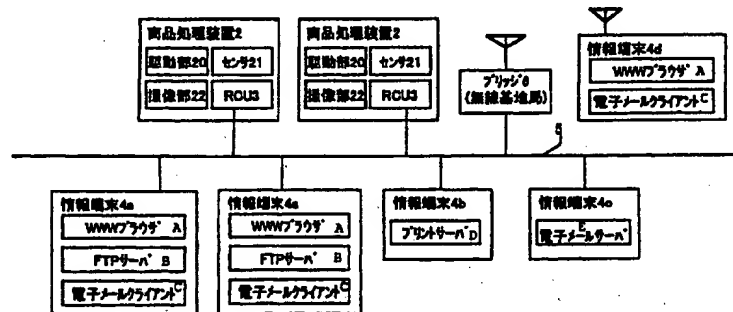 商品処理装置2
駆動部20 センサ21
撮像部22 RCU3
商品処理装置2
駆動部20 センサ21
撮像部22 RCU3
ブリッジ6
(無線基地局)
情報端末4d
WWWブラウザ A
電子メールクライアント C
5
情報端末4a
WWWブラウザ A
FTPサーバ B
電子メールクライアント C
情報端末4a
WWWブラウザ A
FTPサーバ B
電子メールクライアント C
情報端末4b
プリントサーバ D
情報端末4c
電子メールサーバ E